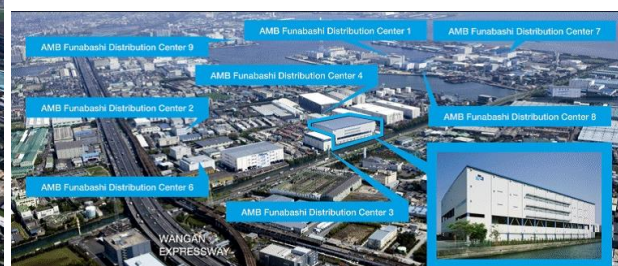 AMB Funabashi Distribution Center 1
AMB Funabashi Distribution Center 7
AMB Funabashi Distribution Center 9
AMB Funabashi Distribution Center 4
AMB Funabashi Distribution Center 2
AMB Funabashi Distribution Center 8
AMB Funabashi Distribution Center 6
AMB Funabashi Distribution Center 3
WANGAN
EXPRESSWAY